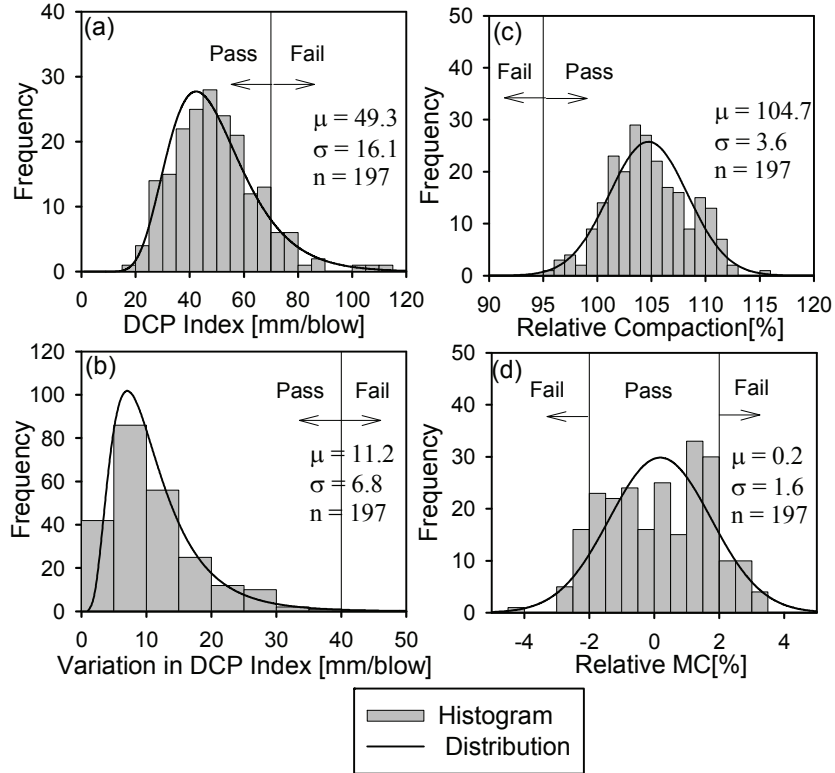 (a)
40
30
20
10
0
Frequency
Pass Fail
μ = 49.3
σ = 16.1
n = 197
0 20 40 60 80 100 120
DCP Index [mm/blow]
(c)
50
40
30
20
10
0
Frequency
Fail Pass
μ = 104.7
σ = 3.6
n = 197
90 95 100 105 110 115 120
Relative Compaction[%]
(b)
120
100
80
60
40
20
0
Frequency
Pass Fail
μ = 11.2
σ = 6.8
n = 197
0 10 20 30 40 50
Variation in DCP Index [mm/blow]
(d)
50
40
30
20
10
0
Frequency
Fail Pass Fail
μ = 0.2
σ = 1.6
n = 197
-4 -2 0 2 4
Relative MC[%]
Histogram
Distribution